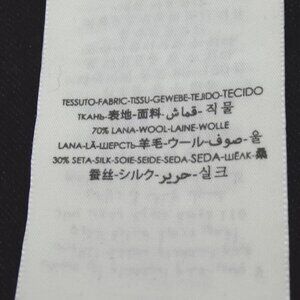 TESSUTO-FABRIC-TISSU-GEWEBE-TEJIDO-TECIDO
ТКАНЬ-表地-面料-قماش-직물
70% LANA-WOOL-LAINE-WOLLE
LANA-LÃ-ШЕРСТЬ-羊毛-ウール-صوف-울
30% SETA-SILK-SOIE-SEIDE-SEDA-SEDA-ШЁЛК-桑
蚕丝-シルク-حرير-실크